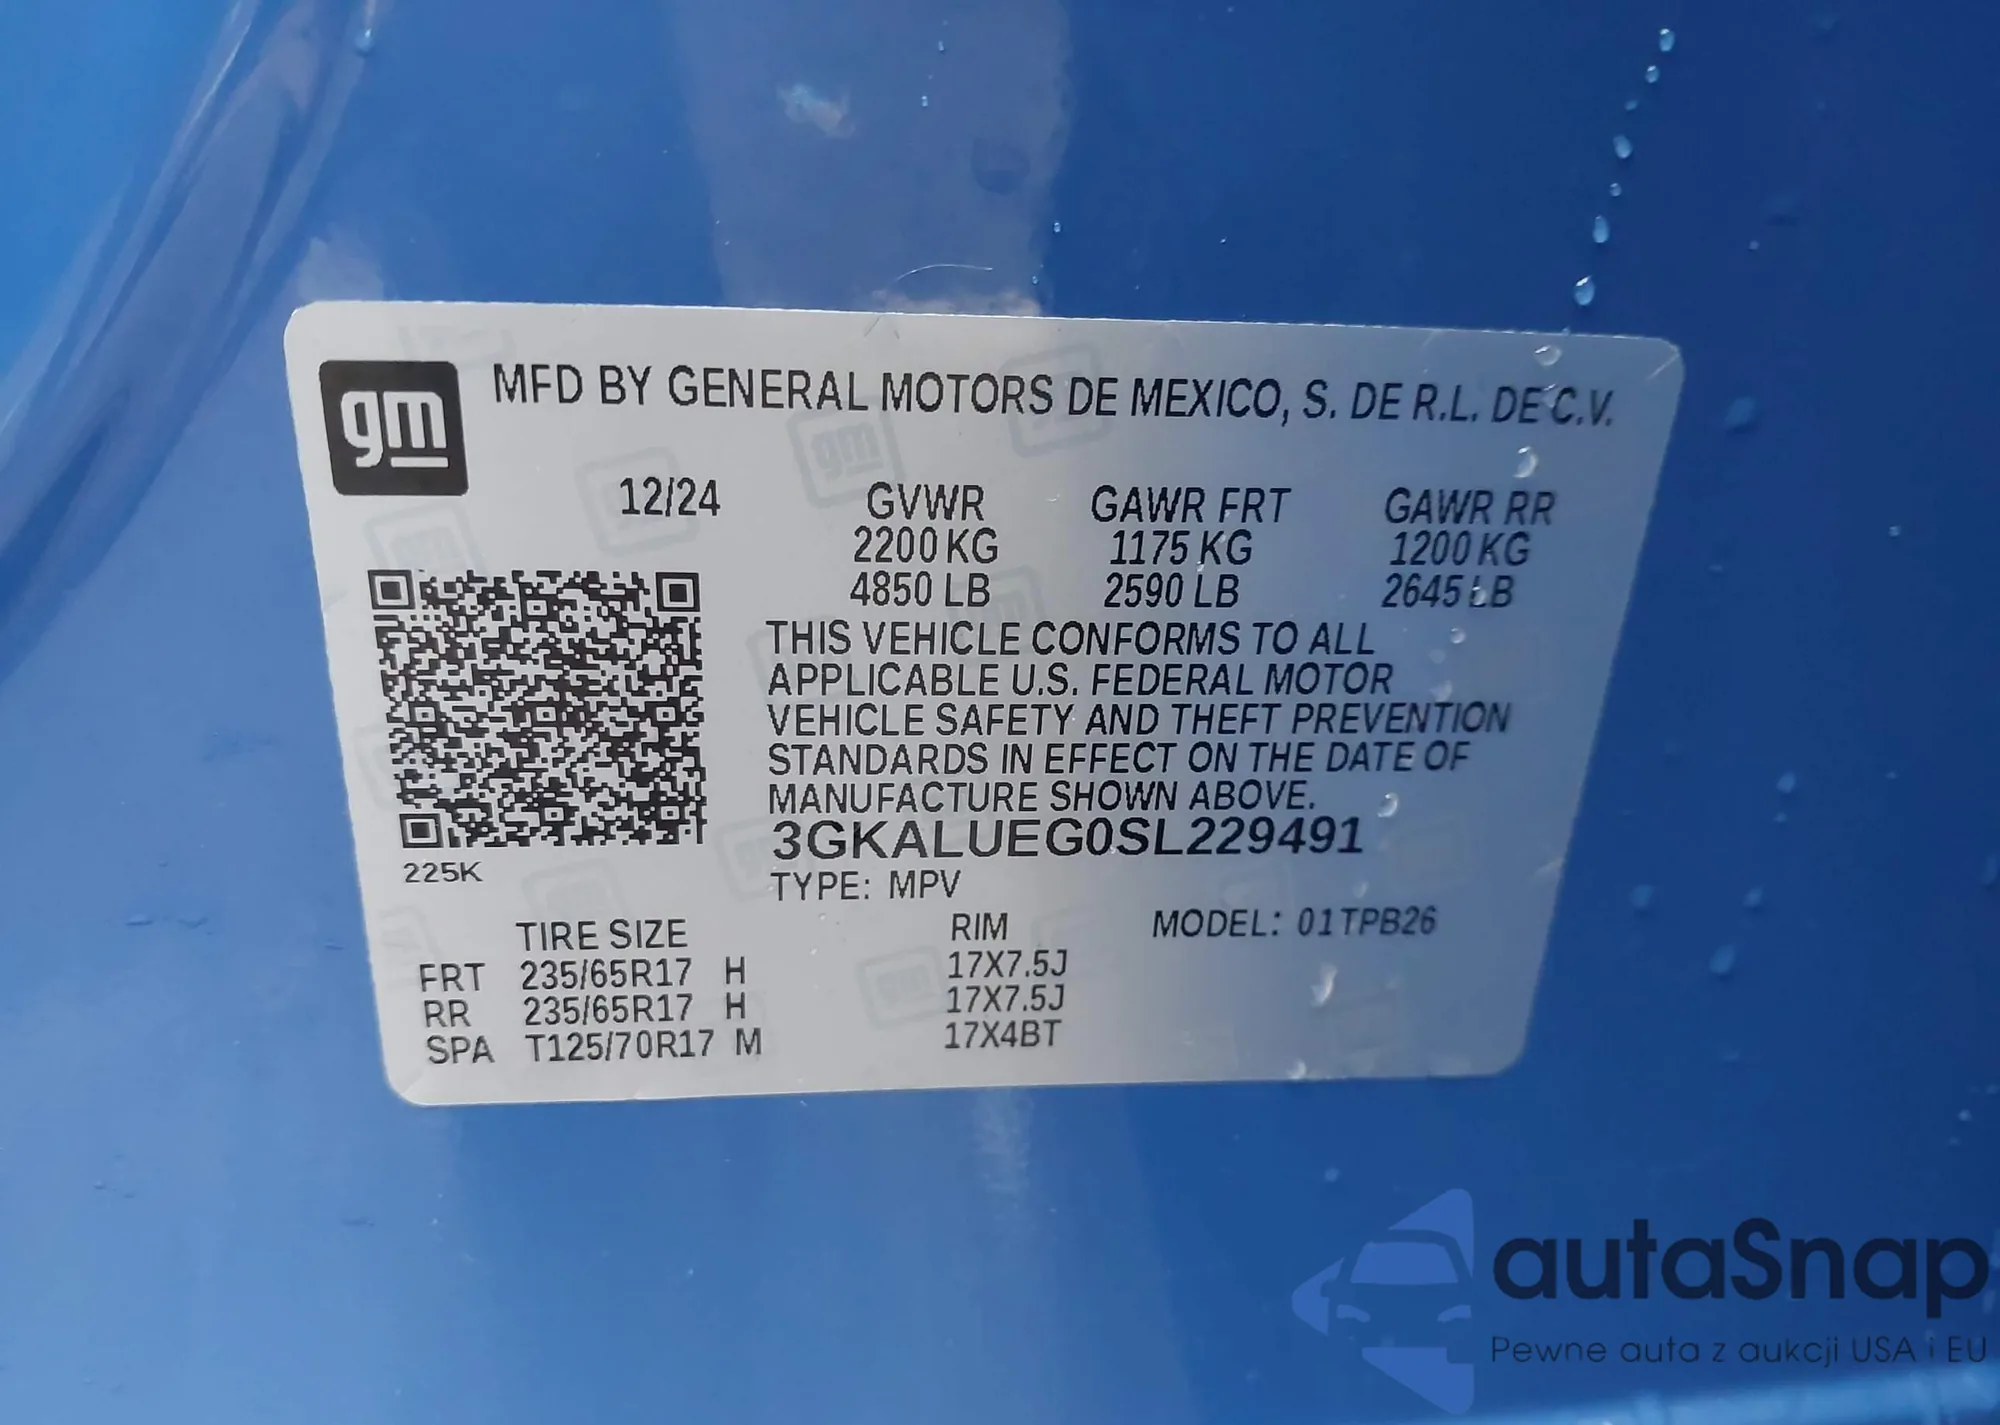 gm
MFD BY GENERAL MOTORS DE MEXICO, S. DE R.L. DE C.V.
12/24 GVWR GAWR FRT GAWR RR
2200 KG 1175 KG 1200 KG
4850 LB 2590 LB 2645 LB
THIS VEHICLE CONFORMS TO ALL
APPLICABLE U.S. FEDERAL MOTOR
VEHICLE SAFETY AND THEFT PREVENTION
STANDARDS IN EFFECT ON THE DATE OF
MANUFACTURE SHOWN ABOVE.
3GKALUEG0SL229491
225K
TYPE: MPV
TIRE SIZE RIM MODEL: 01TPB26
FRT 235/65R17 H 17X7.5J
RR 235/65R17 H 17X7.5J
SPA T125/70R17 M 17X4BT
autaSnap
Pewne auta z aukcji USA i EU